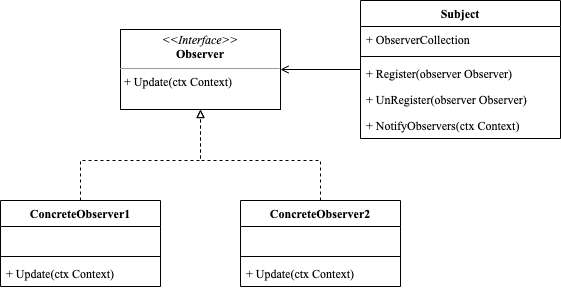 <<Interface>>
Observer
+ Update(ctx Context)
Subject
+ ObserverCollection
+ Register(observer Observer)
+ UnRegister(observer Observer)
+ NotifyObservers(ctx Context)
ConcreteObserver1
+ Update(ctx Context)
ConcreteObserver2
+ Update(ctx Context)